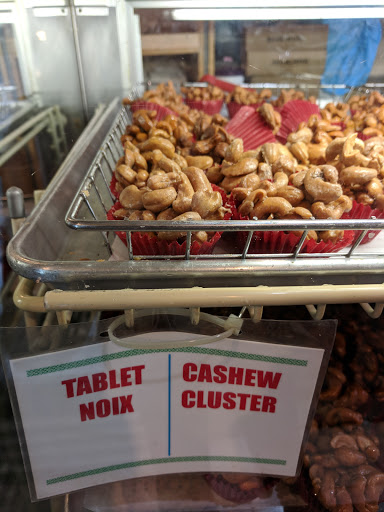 TABLET
NOIX
CASHEW
CLUSTER